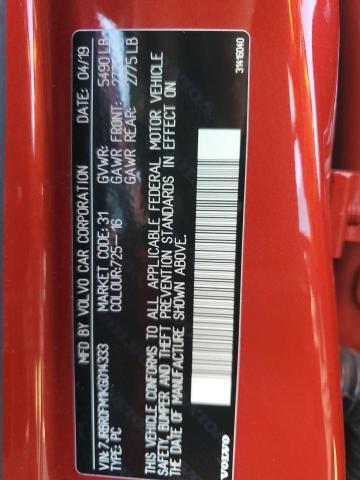 MFD BY VOLVO CAR CORPORATION DATE: 04/19
GVWR: 5490 LB
GAWR FRONT:
GAWR REAR: 2775 LB
MARKET CODE: 31
COLOUR: 725-16
TYPE: PC
THIS VEHICLE CONFORMS TO ALL APPLICABLE FEDERAL MOTOR VEHICLE
SAFETY, BUMPER AND THEFT PREVENTION STANDARDS IN EFFECT ON
THE DATE OF MANUFACTURE SHOWN ABOVE.
VOLVO
31416040